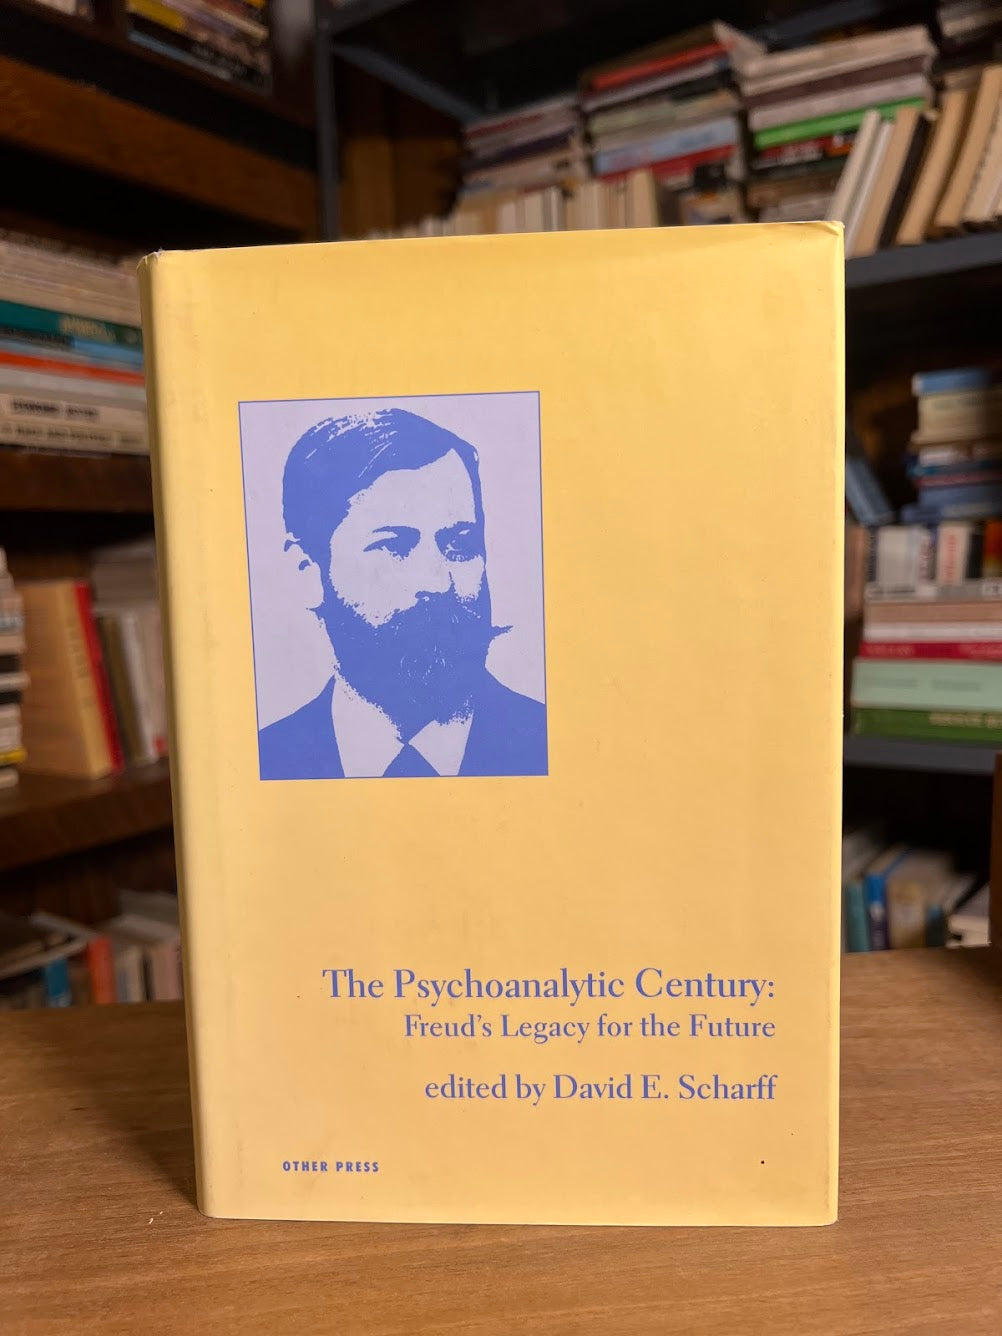 The Psychoanalytic Century:
Freud's Legacy for the Future
edited by David E. Scharff
OTHER PRESS